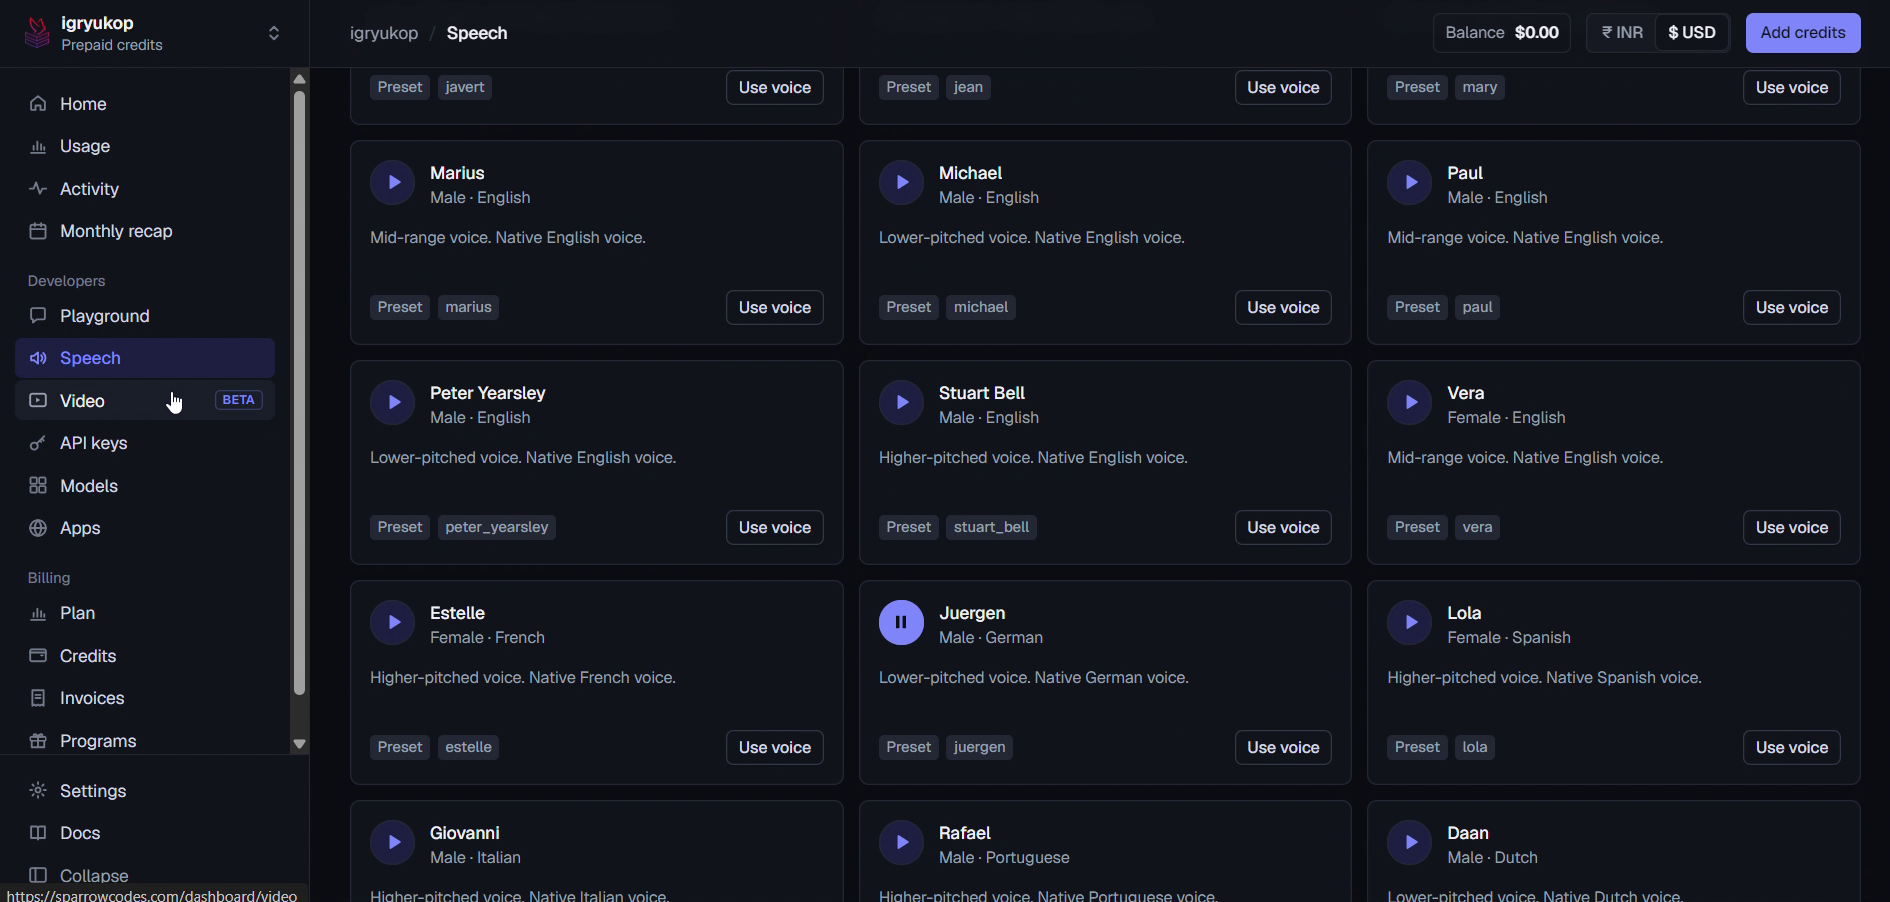 igryukop
Prepaid credits
Home
Usage
Activity
Monthly recap
Developers
Playground
Speech
Video BETA
API keys
Models
Apps
Billing
Plan
Credits
Invoices
Programs
Settings
Docs
Collapse
https://sparrowcodes.com/dashboard/video
igryukop / Speech
Balance $0.00 ₹ INR $ USD Add credits
Preset javert Use voice
Preset jean Use voice
Preset mary Use voice
Marius
Male · English
Mid-range voice. Native English voice.
Preset marius Use voice
Michael
Male · English
Lower-pitched voice. Native English voice.
Preset michael Use voice
Paul
Male · English
Mid-range voice. Native English voice.
Preset paul Use voice
Peter Yearsley
Male · English
Lower-pitched voice. Native English voice.
Preset peter_yearsley Use voice
Stuart Bell
Male · English
Higher-pitched voice. Native English voice.
Preset stuart_bell Use voice
Vera
Female · English
Mid-range voice. Native English voice.
Preset vera Use voice
Estelle
Female · French
Higher-pitched voice. Native French voice.
Preset estelle Use voice
Juergen
Male · German
Lower-pitched voice. Native German voice.
Preset juergen Use voice
Lola
Female · Spanish
Higher-pitched voice. Native Spanish voice.
Preset lola Use voice
Giovanni
Male · Italian
Higher-pitched voice. Native Italian voice.
Rafael
Male · Portuguese
Higher-pitched voice. Native Portuguese voice.
Daan
Male · Dutch
Lower-pitched voice. Native Dutch voice.